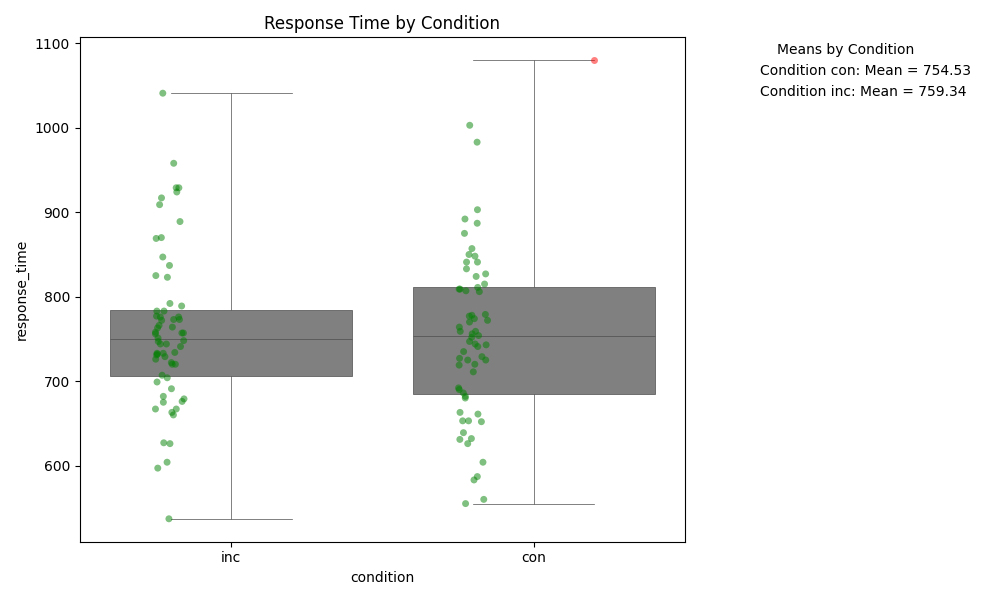 Response Time by Condition
Means by Condition
Condition con: Mean = 754.53
Condition inc: Mean = 759.34
response_time
1100
1000
900
800
700
600
inc con
condition